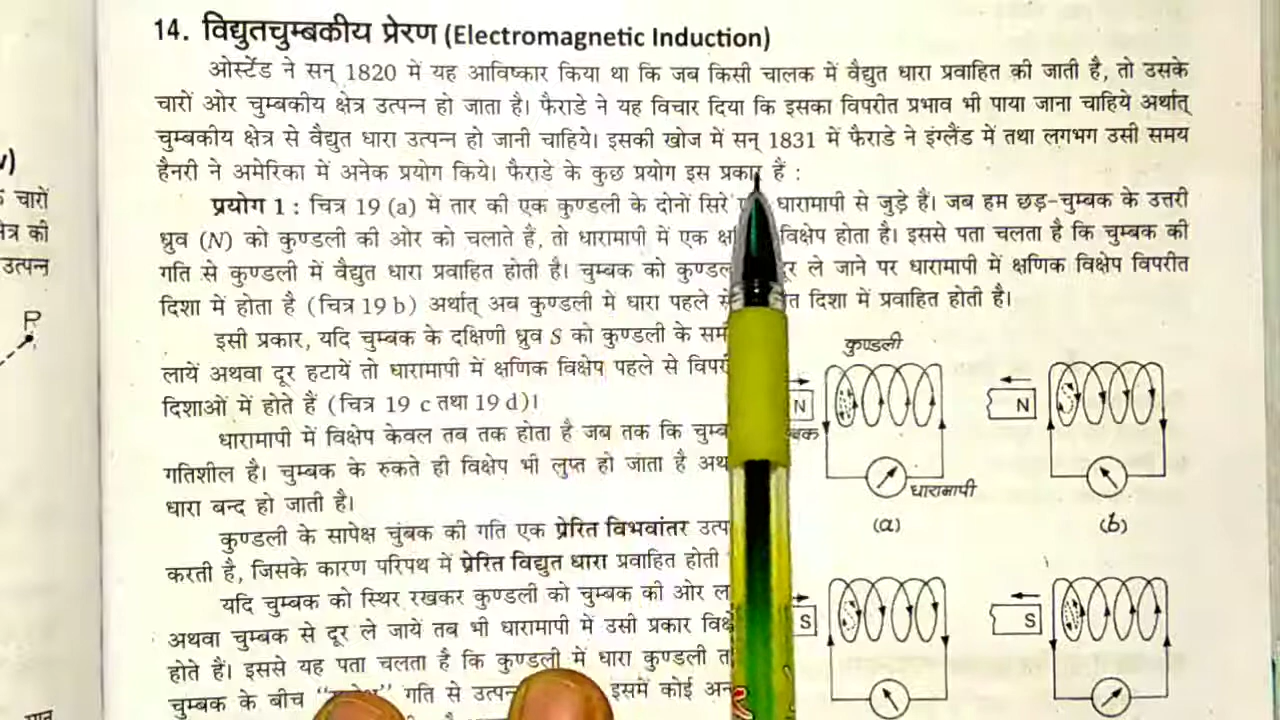 14. विद्युतचुम्बकीय प्रेरण (Electromagnetic Induction)
ओर्स्टेड ने सन् 1820 में यह आविष्कार किया था कि जब किसी चालक में वैद्युत धारा प्रवाहित की जाती है, तो उसके
चारों ओर चुम्बकीय क्षेत्र उत्पन्न हो जाता है। फैराडे ने यह विचार दिया कि इसका विपरीत प्रभाव भी पाया जाना चाहिये अर्थात्
चुम्बकीय क्षेत्र से वैद्युत धारा उत्पन्न हो जानी चाहिये। इसकी खोज में सन् 1831 में फैराडे ने इंग्लैंड में तथा लगभग उसी समय
हैनरी ने अमेरिका में अनेक प्रयोग किये। फैराडे के कुछ प्रयोग इस प्रकार हैं :
प्रयोग 1 : चित्र 19 (a) में तार की एक कुण्डली के दोनों सिरे धारामापी से जुड़े हैं। जब हम छड़-चुम्बक के उत्तरी
ध्रुव (N) को कुण्डली की ओर को चलाते हैं, तो धारामापी में एक विक्षेप होता है। इससे पता चलता है कि चुम्बक की
गति से कुण्डली में वैद्युत धारा प्रवाहित होती है। चुम्बक को दूर ले जाने पर धारामापी में क्षणिक विक्षेप विपरीत
दिशा में होता है (चित्र 19 b) अर्थात् अब कुण्डली में धारा पहले से दिशा में प्रवाहित होती है।
इसी प्रकार, यदि चुम्बक के दक्षिणी ध्रुव S को कुण्डली के
लायें अथवा दूर हटायें तो धारामापी में क्षणिक विक्षेप पहले से
दिशाओं में होते हैं (चित्र 19 c तथा 19 d)।
धारामापी में विक्षेप केवल तब तक होता है जब तक कि
गतिशील है। चुम्बक के रुकते ही विक्षेप भी लुप्त हो जाता है
धारा बन्द हो जाती है।
कुण्डली के सापेक्ष चुंबक की गति एक प्रेरित विभवांतर
करती है, जिसके कारण परिपथ में प्रेरित विद्युत धारा प्रवाहित होती
यदि चुम्बक को स्थिर रखकर कुण्डली को चुम्बक की ओर
अथवा चुम्बक से दूर ले जायें तब भी धारामापी में उसी प्रकार
होते हैं। इससे यह पता चलता है कि कुण्डली में धारा कुण्डली
चुम्बक के बीच गति से इसमें कोई
कुण्डली
N
धारामापी
(a)
N
(b)
S
S
चारों
की
उत्पन्न
P